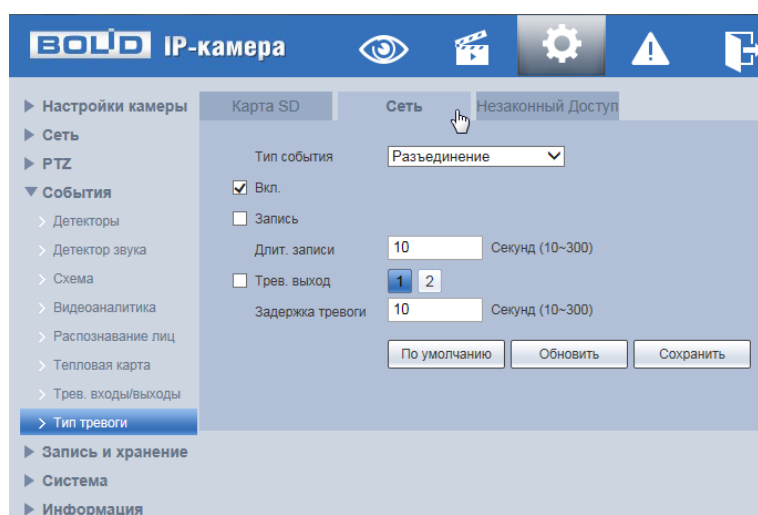 BOLID IP-камера
Настройки камеры
Сеть
PTZ
События
Детекторы
Детектор звука
Схема
Видеоаналитика
Распознавание лиц
Тепловая карта
Трев. входы/выходы
Тип тревоги
Запись и хранение
Система
Информация
Карта SD
Сеть
Незаконный Доступ
Тип события
Разъединение
Вкл.
Запись
Длит. записи
10
Секунд (10~300)
Трев. выход
1
2
Задержка тревоги
10
Секунд (10~300)
По умолчанию
Обновить
Сохранить